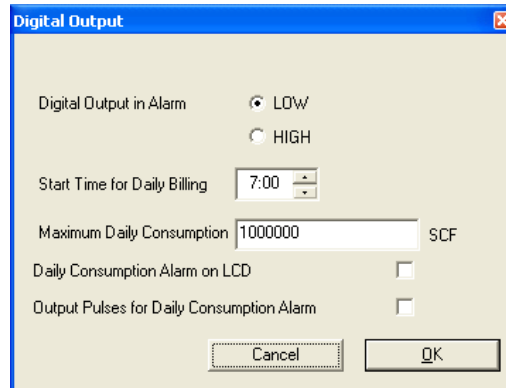 Digital Output
Digital Output in Alarm LOW
HIGH
Start Time for Daily Billing 7:00
Maximum Daily Consumption 1000000 SCF
Daily Consumption Alarm on LCD
Output Pulses for Daily Consumption Alarm
Cancel OK